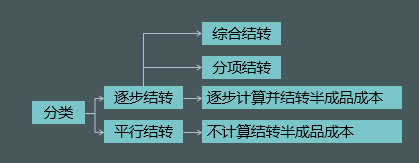 综合结转
分项结转
逐步结转
逐步计算并结转半成品成本
分类
平行结转
不计算结转半成品成本